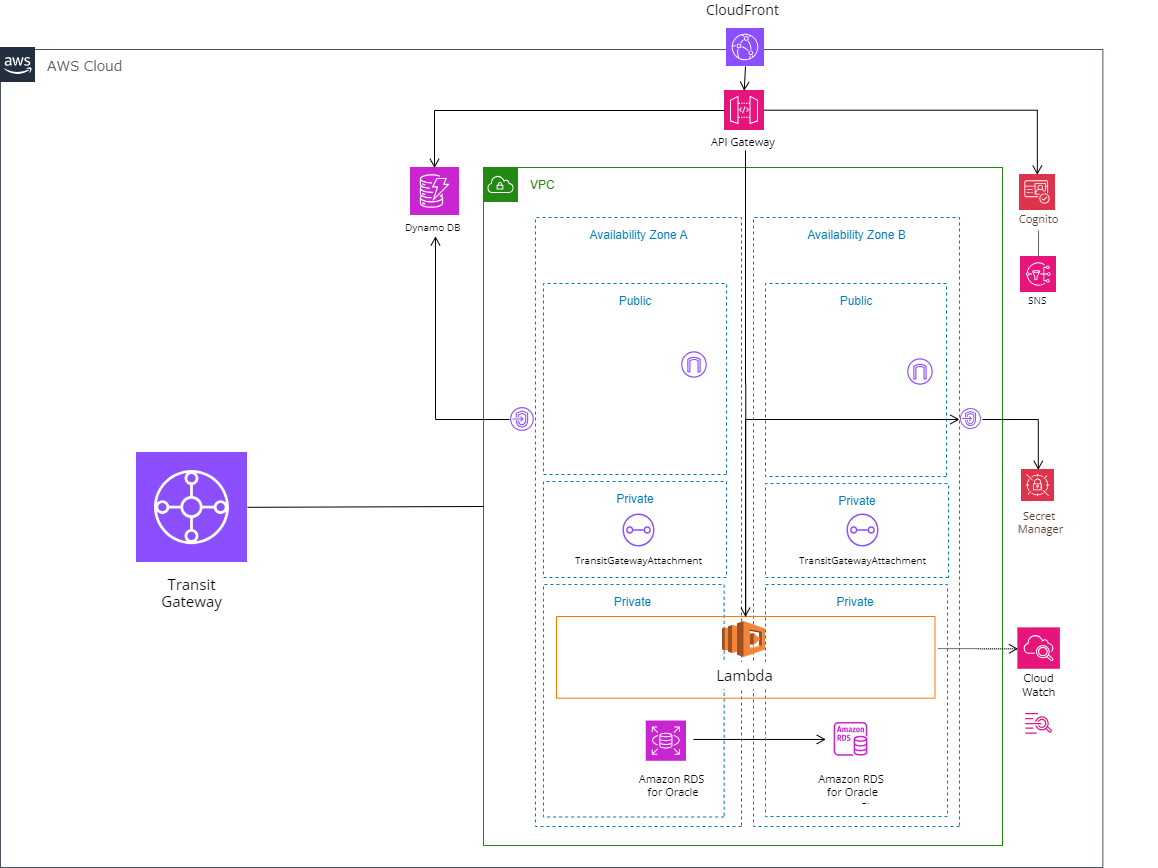 CloudFront
aws
AWS Cloud
API Gateway
VPC
Dynamo DB
Cognito
Availability Zone A
Availability Zone B
SNS
Public
Public
Private
Private
TransitGatewayAttachment
TransitGatewayAttachment
Secret
Manager
Transit
Gateway
Private
Private
Lambda
Cloud
Watch
Amazon
RDS
Amazon RDS
for Oracle
Amazon RDS
for Oracle